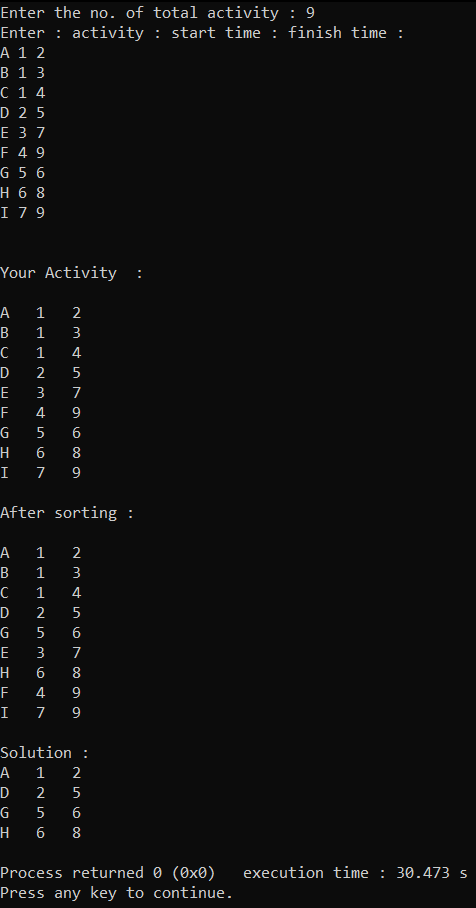 Enter the no. of total activity : 9
Enter : activity : start time : finish time :
A 1 2
B 1 3
C 1 4
D 2 5
E 3 7
F 4 9
G 5 6
H 6 8
I 7 9
Your Activity  :
A   1   2
B   1   3
C   1   4
D   2   5
E   3   7
F   4   9
G   5   6
H   6   8
I   7   9
After sorting :
A   1   2
B   1   3
C   1   4
D   2   5
G   5   6
E   3   7
H   6   8
F   4   9
I   7   9
Solution :
A   1   2
D   2   5
G   5   6
H   6   8
Process returned 0 (0x0)   execution time : 30.473 s
Press any key to continue.